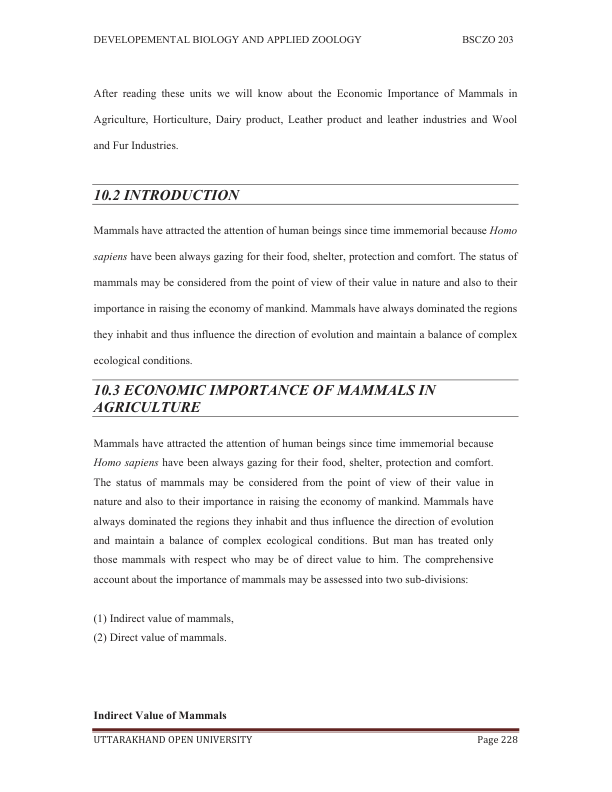 DEVELOPEMENTAL BIOLOGY AND APPLIED ZOOLOGY BSCZO 203
After reading these units we will know about the Economic Importance of Mammals in
Agriculture, Horticulture, Dairy product, Leather product and leather industries and Wool
and Fur Industries.
10.2 INTRODUCTION
Mammals have attracted the attention of human beings since time immemorial because Homo
sapiens have been always gazing for their food, shelter, protection and comfort. The status of
mammals may be considered from the point of view of their value in nature and also to their
importance in raising the economy of mankind. Mammals have always dominated the regions
they inhabit and thus influence the direction of evolution and maintain a balance of complex
ecological conditions.
10.3 ECONOMIC IMPORTANCE OF MAMMALS IN
AGRICULTURE
Mammals have attracted the attention of human beings since time immemorial because
Homo sapiens have been always gazing for their food, shelter, protection and comfort.
The status of mammals may be considered from the point of view of their value in
nature and also to their importance in raising the economy of mankind. Mammals have
always dominated the regions they inhabit and thus influence the direction of evolution
and maintain a balance of complex ecological conditions. But man has treated only
those mammals with respect who may be of direct value to him. The comprehensive
account about the importance of mammals may be assessed into two sub-divisions:
(1) Indirect value of mammals,
(2) Direct value of mammals.
Indirect Value of Mammals
UTTARAKHAND OPEN UNIVERSITY Page 228